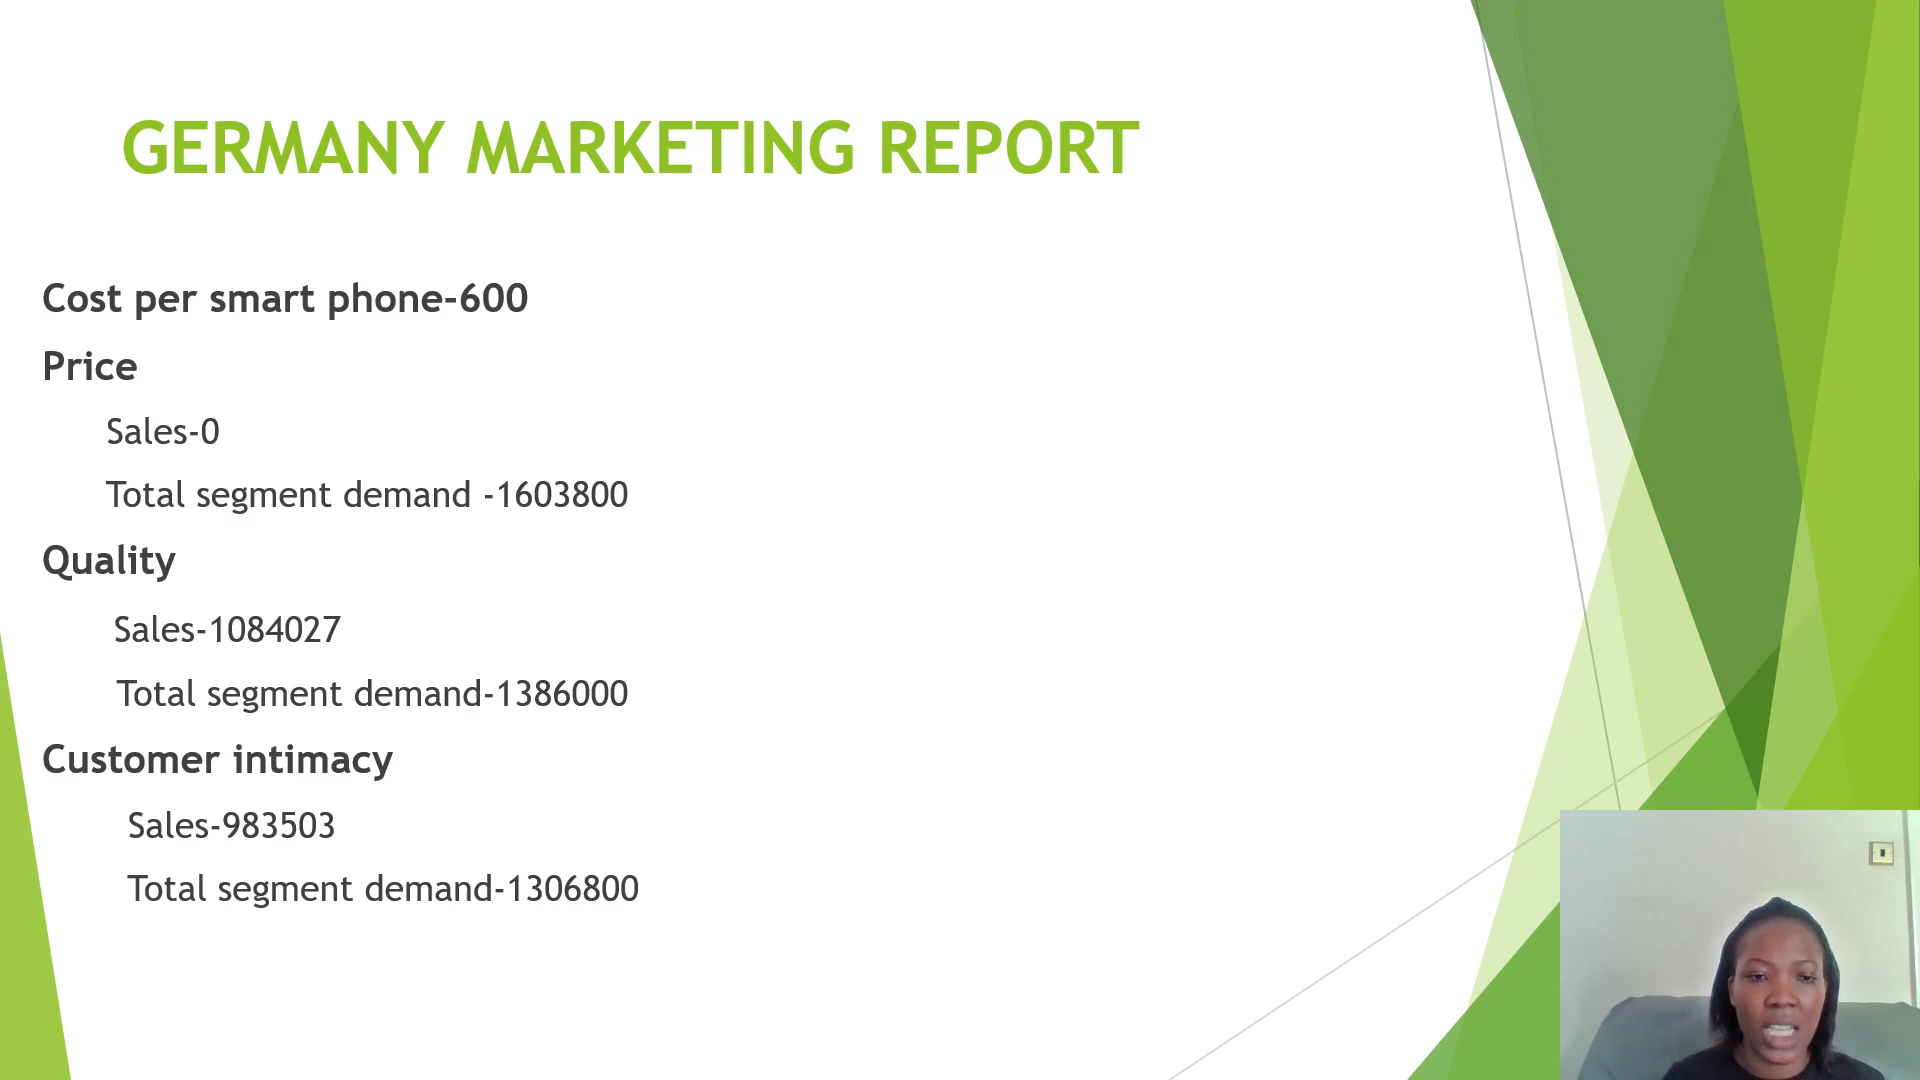 GERMANY MARKETING REPORT
Cost per smart phone-600
Price
Sales-0
Total segment demand -1603800
Quality
Sales-1084027
Total segment demand-1386000
Customer intimacy
Sales-983503
Total segment demand-1306800